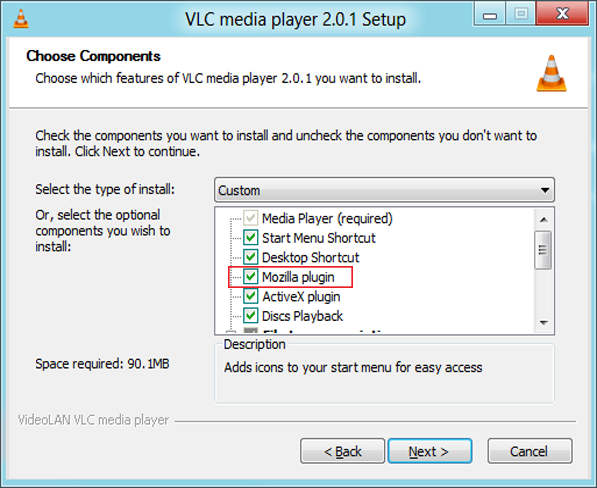 VLC media player 2.0.1 Setup
Choose Components
Choose which features of VLC media player 2.0.1 you want to install.
Check the components you want to install and uncheck the components you don't want to
install. Click Next to continue.
Select the type of install:
Custom
Or, select the optional
components you wish to
install:
Media Player (required)
Start Menu Shortcut
Desktop Shortcut
Mozilla plugin
ActiveX plugin
Discs Playback
Space required: 90.1MB
Description
Adds icons to your start menu for easy access
VideoLAN VLC media player
< Back
Next >
Cancel